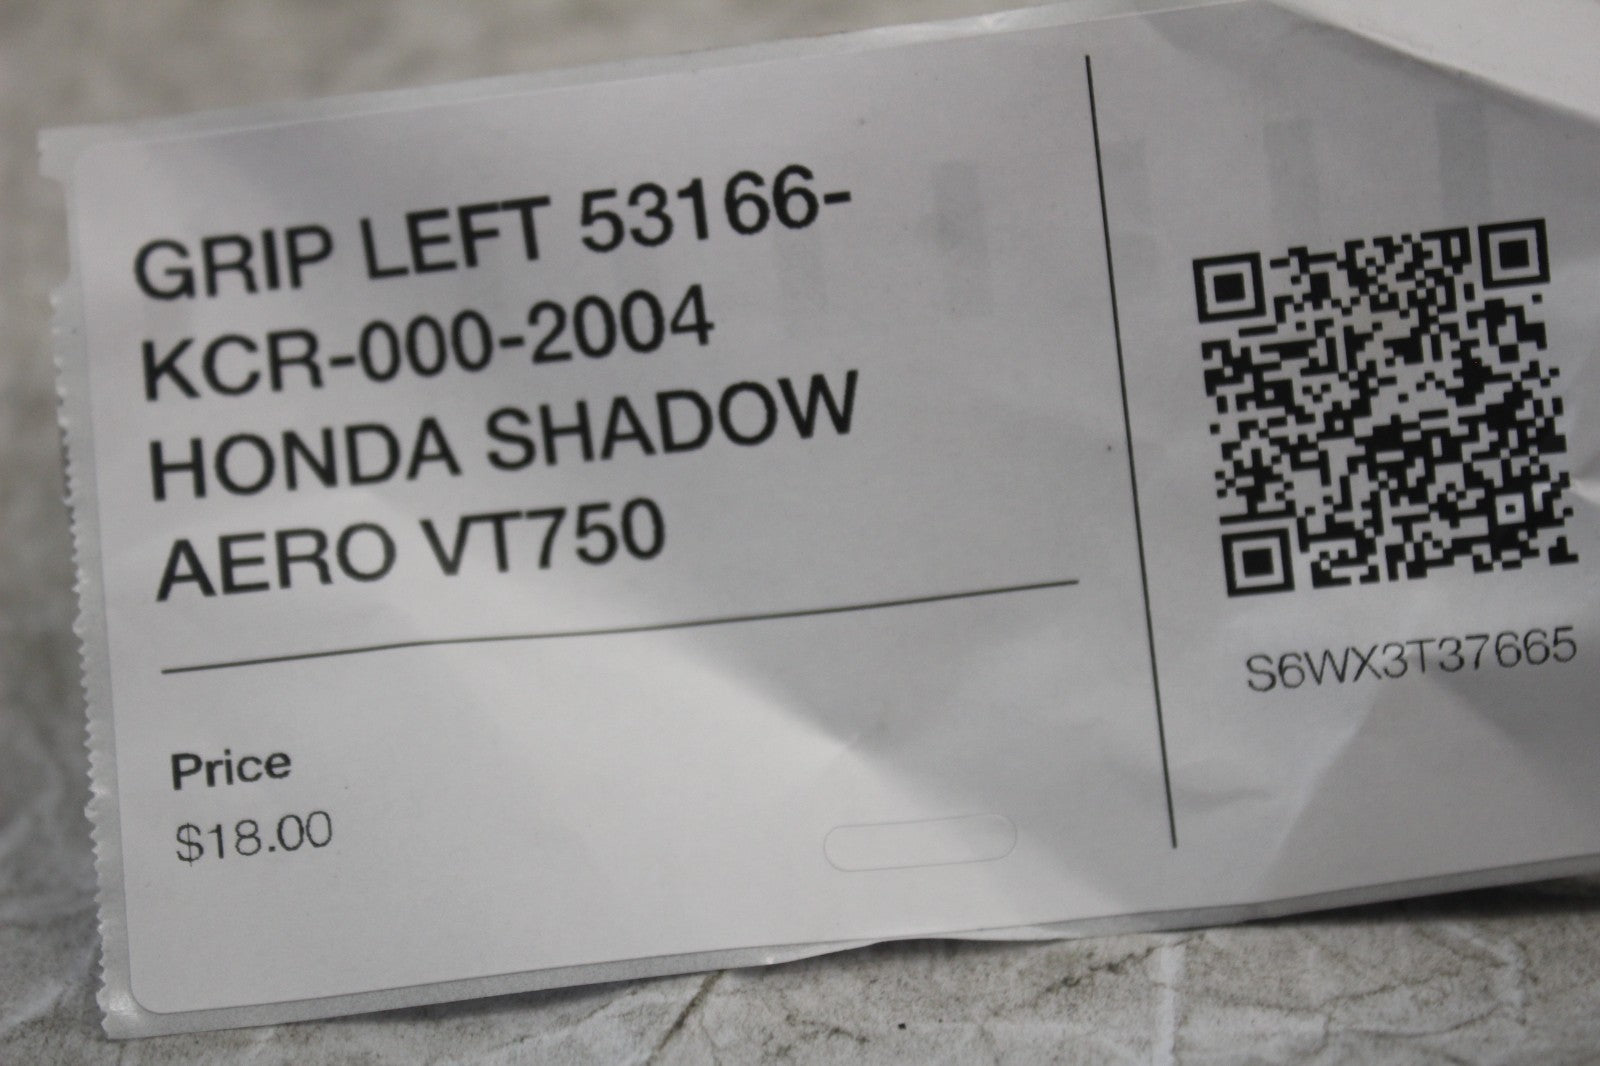 GRIP LEFT 53166-
KCR-000-2004
HONDA SHADOW
AERO VT750
Price
$18.00
S6WX3T37665